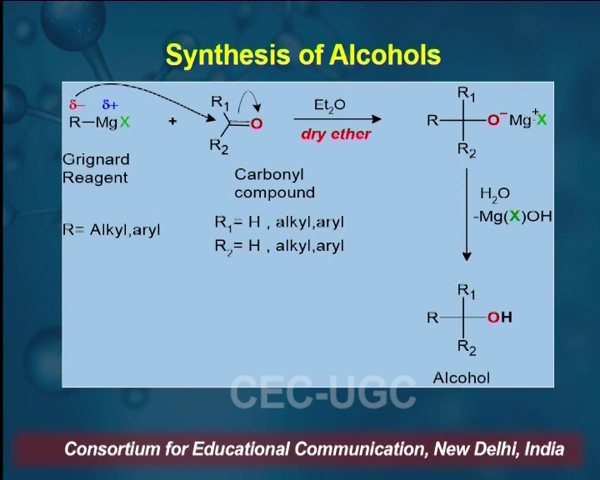 Synthesis of Alcohols
δ– δ+
R–MgX + R1 R2 O
Et2O
dry ether
R1
R O⁻ Mg⁺X
R2
Grignard
Reagent
Carbonyl
compound
R= Alkyl,aryl
R1= H , alkyl,aryl
R2= H , alkyl,aryl
H2O
-Mg(X)OH
R1
R OH
R2
Alcohol
CEC-UGC
Consortium for Educational Communication, New Delhi, India